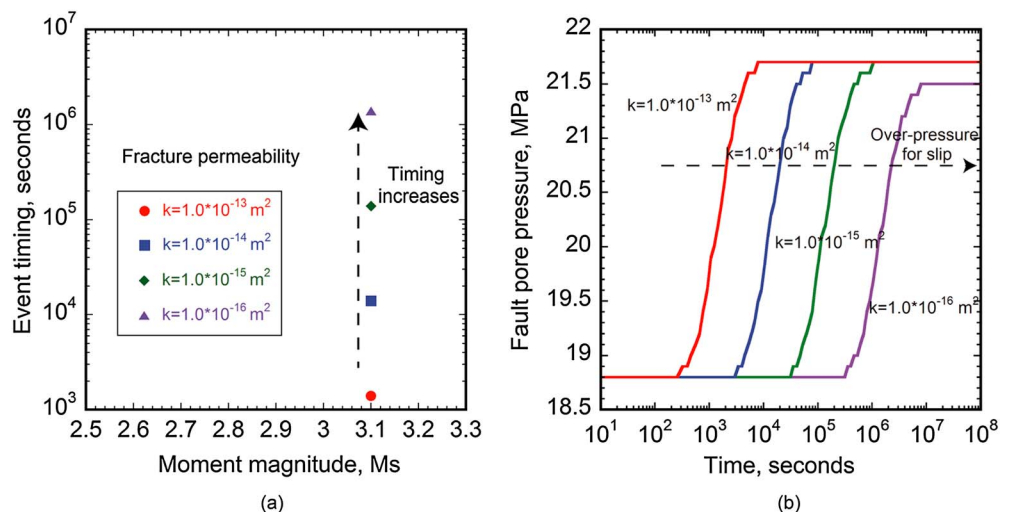 10^7
10^6
10^5
10^4
10^3
Event timing, seconds
Fracture permeability
k=1.0*10^-13 m^2
k=1.0*10^-14 m^2
k=1.0*10^-15 m^2
k=1.0*10^-16 m^2
Timing
increases
2.5 2.6 2.7 2.8 2.9 3 3.1 3.2 3.3
Moment magnitude, Ms
(a)
22
21.5
21
20.5
20
19.5
19
18.5
Fault pore pressure, MPa
k=1.0*10^-13 m^2
k=1.0*10^-14 m^2
k=1.0*10^-15 m^2
k=1.0*10^-16 m^2
Over-pressure
for slip
10^1 10^2 10^3 10^4 10^5 10^6 10^7 10^8
Time, seconds
(b)